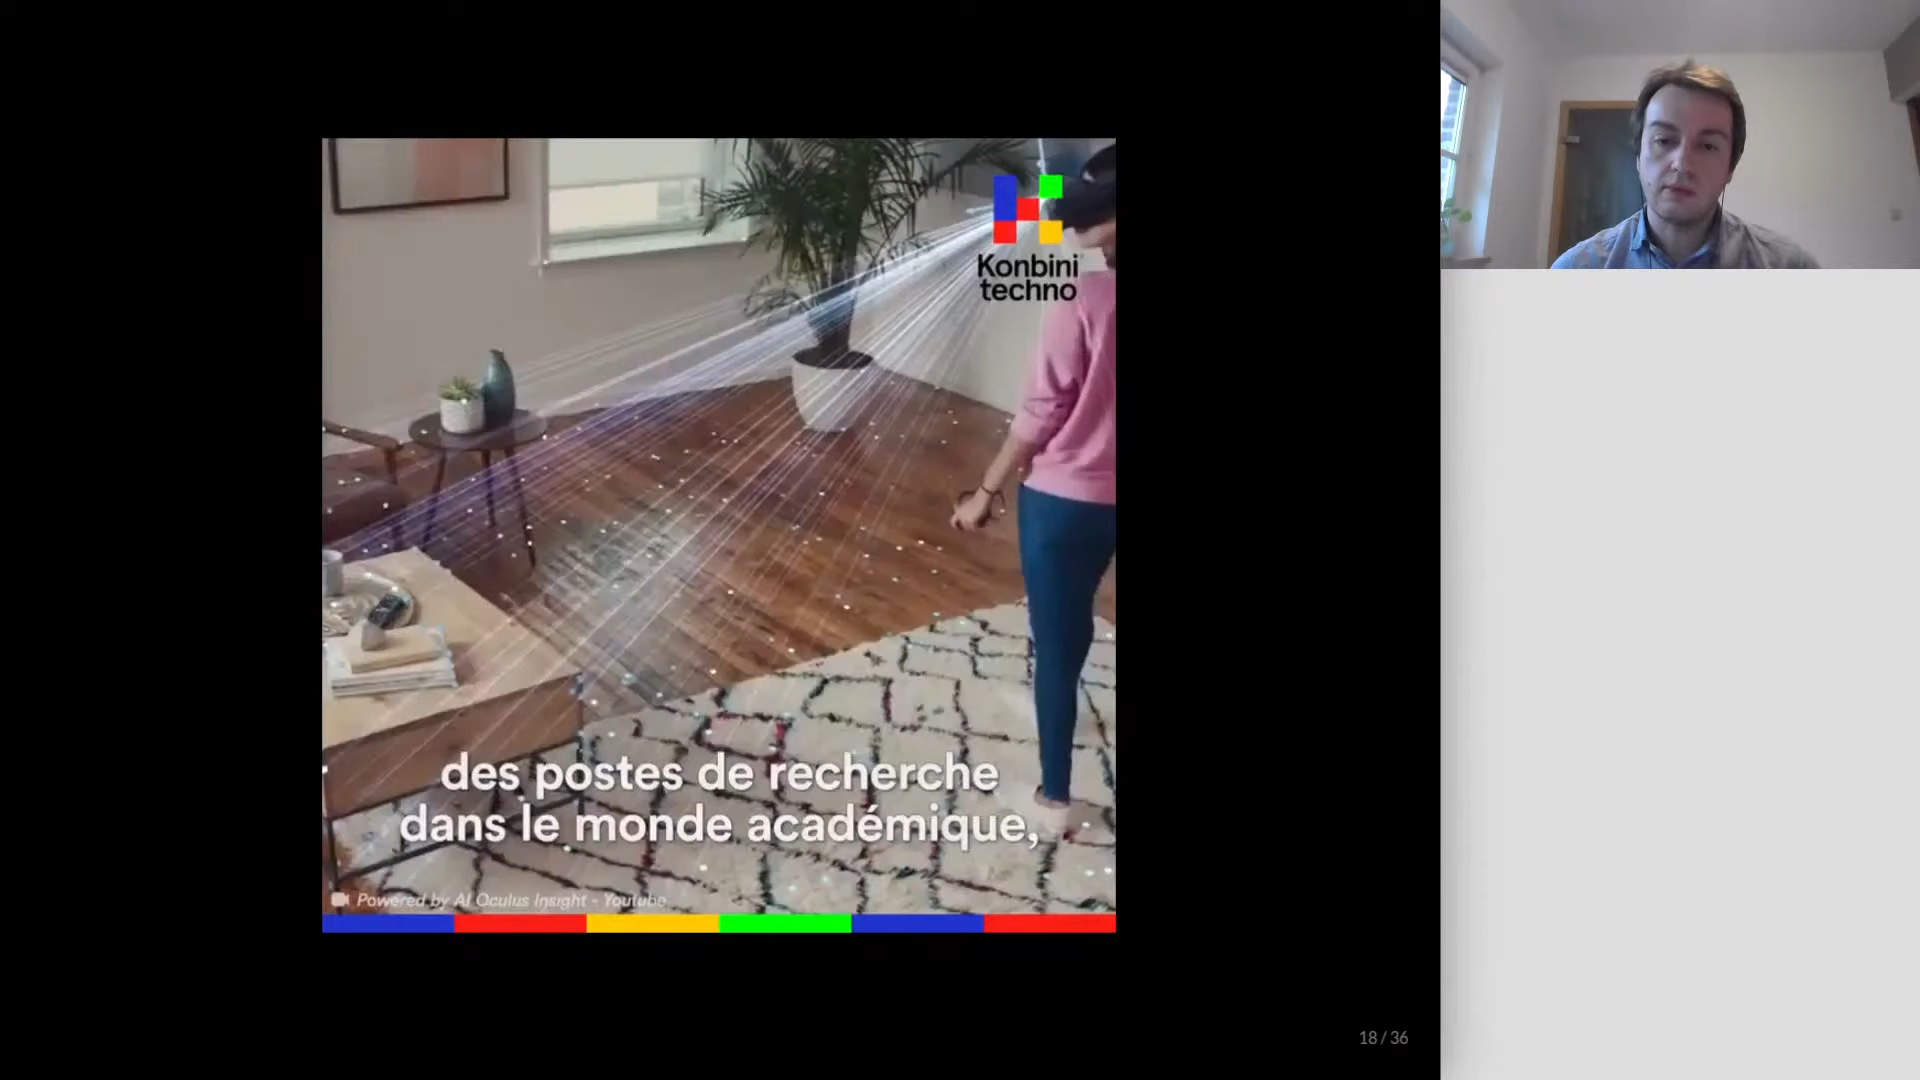 Konbini
techno
des postes de recherche
dans le monde académique,
Powered by AI Oculus Insight - Youtube
18 / 36